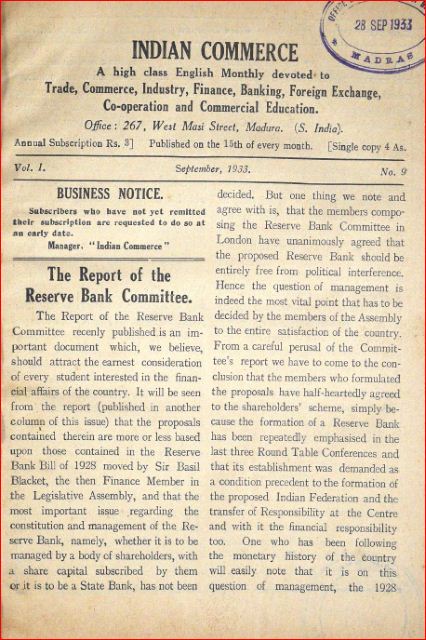 28 SEP 1933
MADRAS
INDIAN COMMERCE
A high class English Monthly devoted to
Trade, Commerce, Industry, Finance, Banking, Foreign Exchange,
Co-operation and Commercial Education.
Office: 267, West Masi Street, Madura. (S. India).
Annual Subscription Rs. 3] Published on the 15th of every month. [Single copy 4 As.
Vol. I. September, 1933. No. 9
BUSINESS NOTICE.
Subscribers who have not yet remitted
their subscription are requested to do so at
an early date.
Manager, "Indian Commerce"
The Report of the
Reserve Bank Committee.
The Report of the Reserve Bank
Committee recenly published is an im-
portant document which, we believe,
should attract the earnest consideration
of every student interested in the finan-
cial affairs of the country. It will be seen
from the report (published in another
column of this issue) that the proposals
contained therein are more or less based
upon those contained in the Reserve
Bank Bill of 1928 moved by Sir Basil
Blacket, the then Finance Member in
the Legislative Assembly, and that the
most important issue regarding the
constitution and management of the Re-
serve Bank, namely, whether it is to be
managed by a body of shareholders, with
a share capital subscribed by them
or it is to be a State Bank, has not been
decided. But one thing we note and
agree with is, that the members compo-
sing the Reserve Bank Committee in
London have unanimously agreed that
the proposed Reserve Bank should be
entirely free from political interference.
Hence the question of management is
indeed the most vital point that has to be
decided by the members of the Assembly
to the entire satisfaction of the country.
From a careful perusal of the Commit-
tee's report we have to come to the con-
clusion that the members who formulated
the proposals have half-heartedly agreed
to the shareholders' scheme, simply be-
cause the formation of a Reserve Bank
has been repeatedly emphasised in the
last three Round Table Conferences and
that its establishment was demanded as
a condition precedent to the formation of
the proposed Indian Federation and the
transfer of Responsibility at the Centre
and with it the financial responsibility
too. One who has been following
the monetary history of the country
will easily note that it is on this
question of management, the 1928